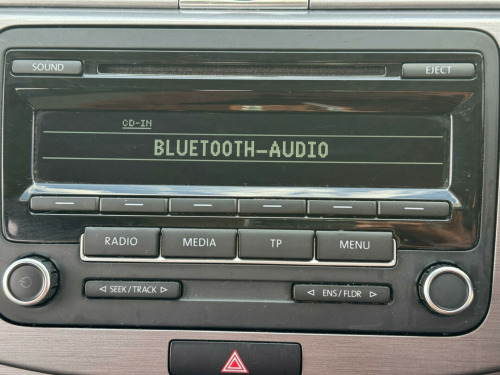 SOUND
EJECT
CD-IN
BLUETOOTH-AUDIO
RADIO
MEDIA
TP
MENU
◁ SEEK/TRACK ▷
◁ ENS/FLDR ▷